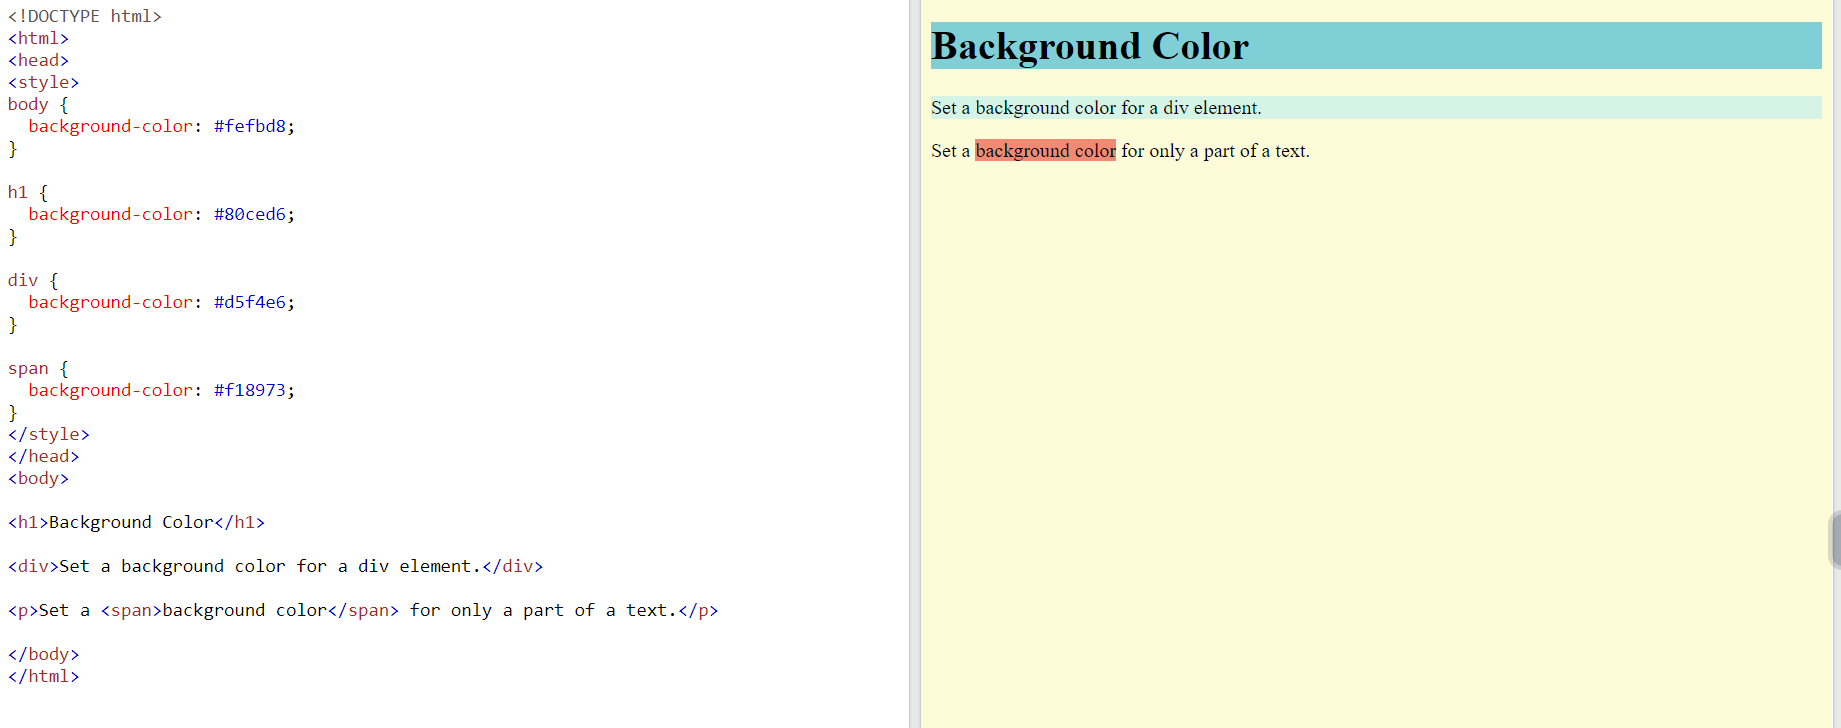 <!DOCTYPE html>
<html>
<head>
<style>
body {
  background-color: #fefbd8;
}

h1 {
  background-color: #80ced6;
}

div {
  background-color: #d5f4e6;
}

span {
  background-color: #f18973;
}
</style>
</head>
<body>

<h1>Background Color</h1>

<div>Set a background color for a div element.</div>

<p>Set a <span>background color</span> for only a part of a text.</p>

</body>
</html>
Background Color
Set a background color for a div element.
Set a background color for only a part of a text.